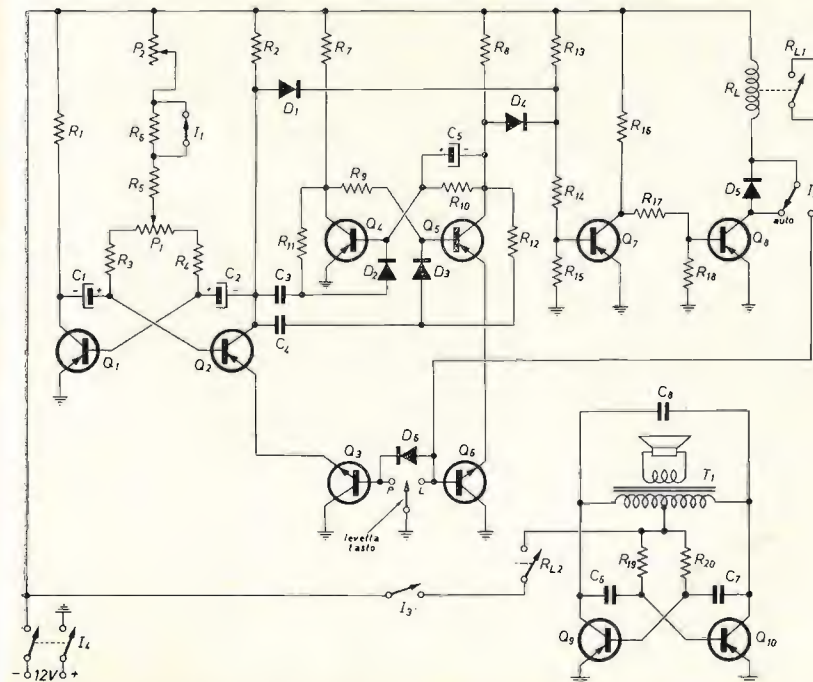 P2
R2
R7
R8
R13
RL1
RL
D1
D4
R1
R6
I1
C5
+ -
R16
R5
R9
R10
R14
D5
I
auto
P1
Q4
Q5
R17
Q7
Q8
R3
R4
R11
R12
D2
D3
R15
R18
C1
- +
C2
+ -
C3
C4
Q1
Q2
C8
Q3
D6
Q6
P
L
T1
levetta
tasto
RL2
R19
R20
C6
C7
I3
I4
Q9
Q10
- 12V +